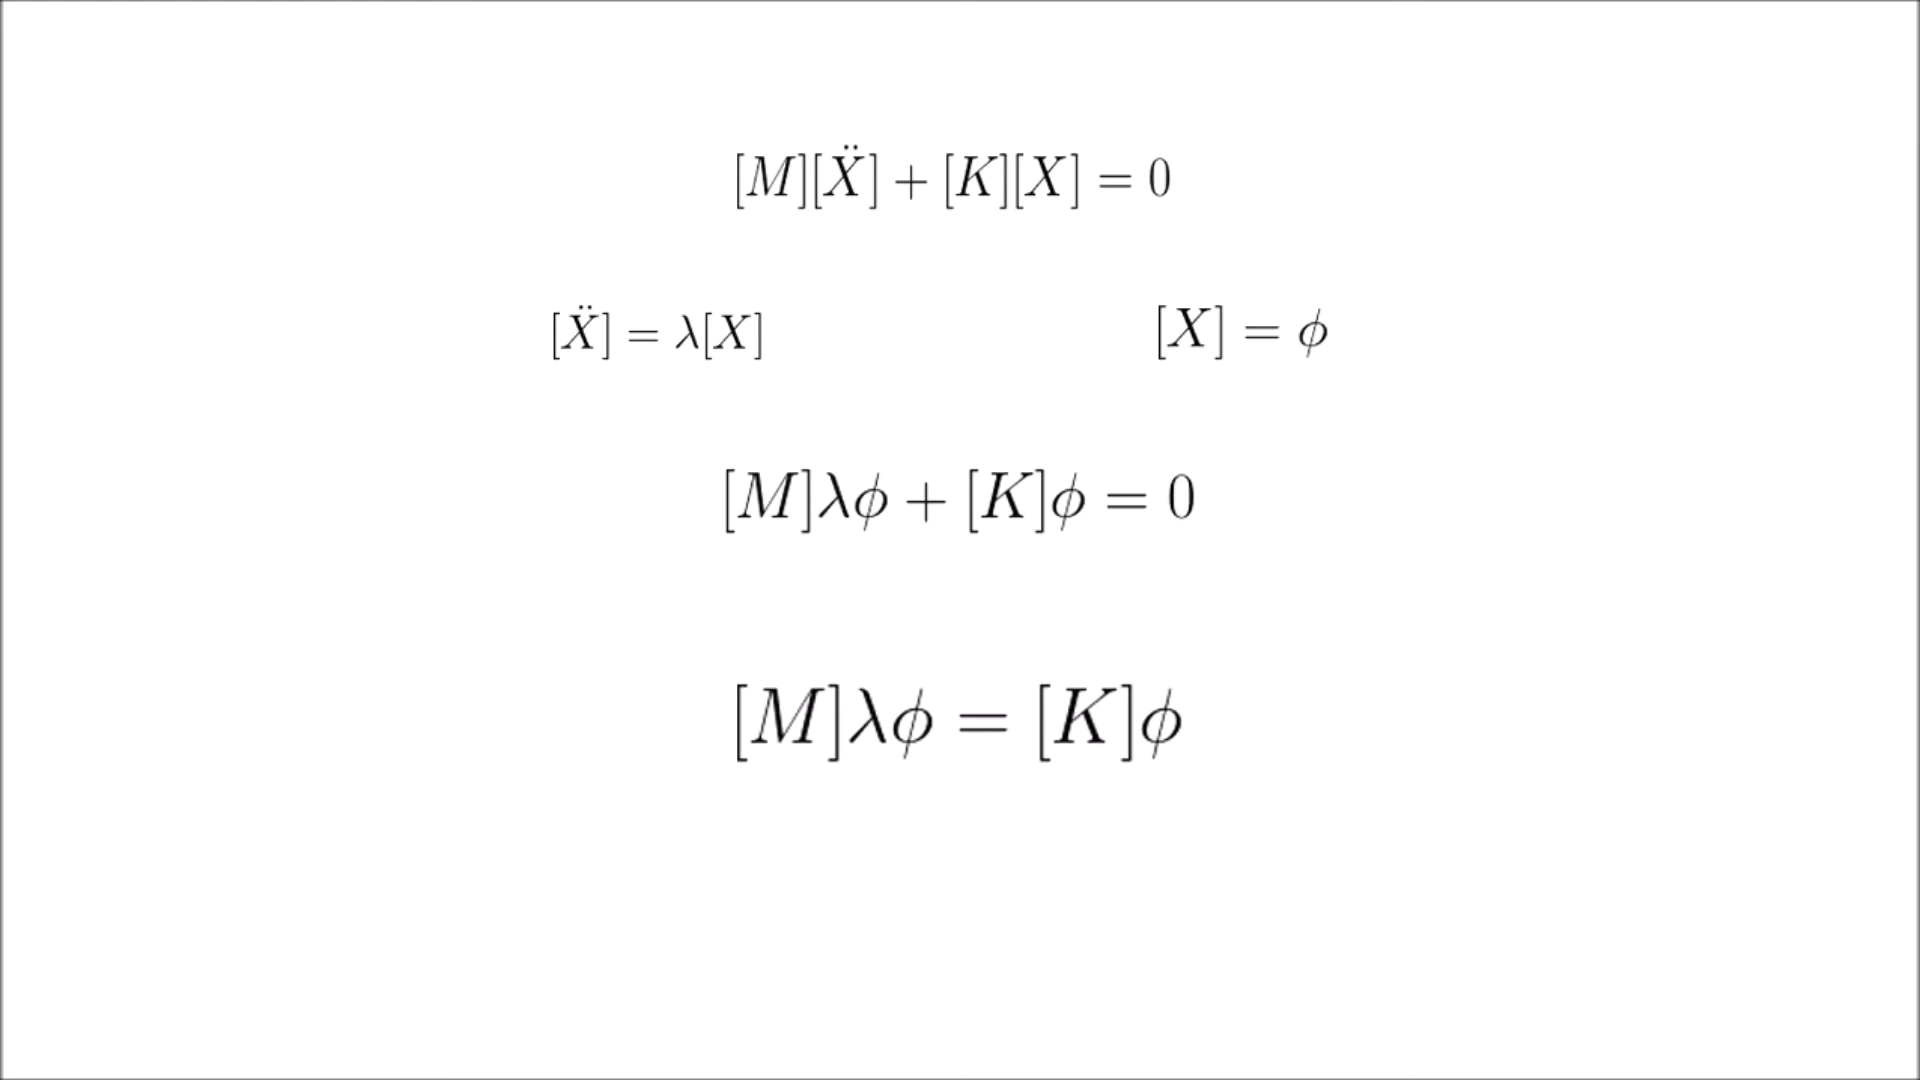 [M][Ẍ] + [K][X] = 0
[Ẍ] = λ[X] [X] = ϕ
[M]λϕ + [K]ϕ = 0
[M]λϕ = [K]ϕ